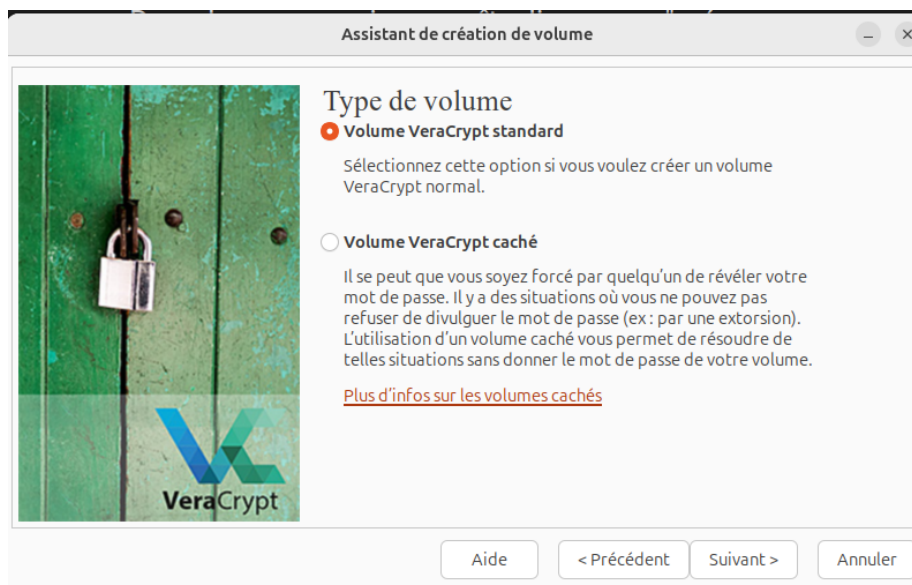 Assistant de création de volume
Type de volume
Volume VeraCrypt standard
Sélectionnez cette option si vous voulez créer un volume
VeraCrypt normal.
Volume VeraCrypt caché
Il se peut que vous soyez forcé par quelqu’un de révéler votre
mot de passe. Il y a des situations où vous ne pouvez pas
refuser de divulguer le mot de passe (ex : par une extorsion).
L’utilisation d’un volume caché vous permet de résoudre de
telles situations sans donner le mot de passe de votre volume.
Plus d’infos sur les volumes cachés
VeraCrypt
Aide
< Précédent
Suivant >
Annuler